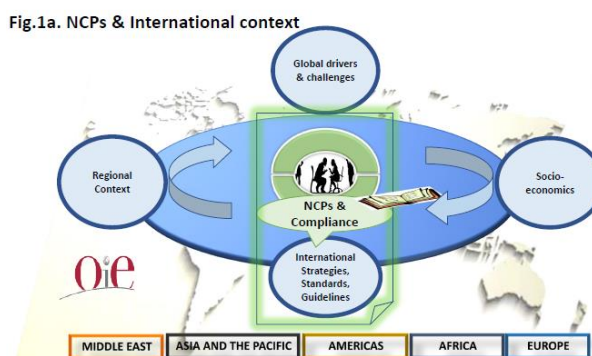 Fig.1a. NCPs & International context
Global drivers
& challenges
Regional
Context
Socio-
economics
NCPs &
Compliance
International
Strategies,
Standards,
Guidelines
Oie
MIDDLE EAST
ASIA AND THE PACIFIC
AMERICAS
AFRICA
EUROPE